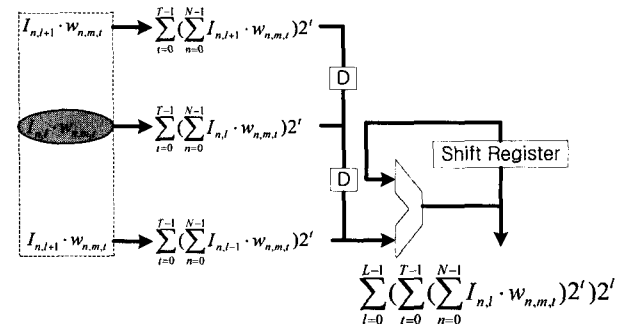 I_{n,l+1} · w_{n,m,t} → \sum_{t=0}^{T-1}(\sum_{n=0}^{N-1} I_{n,l+1} · w_{n,m,t})2^t
D
I_{n,l} · w_{n,m,t} → \sum_{t=0}^{T-1}(\sum_{n=0}^{N-1} I_{n,l} · w_{n,m,t})2^t
Shift Register
D
I_{n,l+1} · w_{n,m,t} → \sum_{t=0}^{T-1}(\sum_{n=0}^{N-1} I_{n,l-1} · w_{n,m,t})2^t
\sum_{l=0}^{L-1}(\sum_{t=0}^{T-1}(\sum_{n=0}^{N-1} I_{n,l} · w_{n,m,t})2^t)2^l